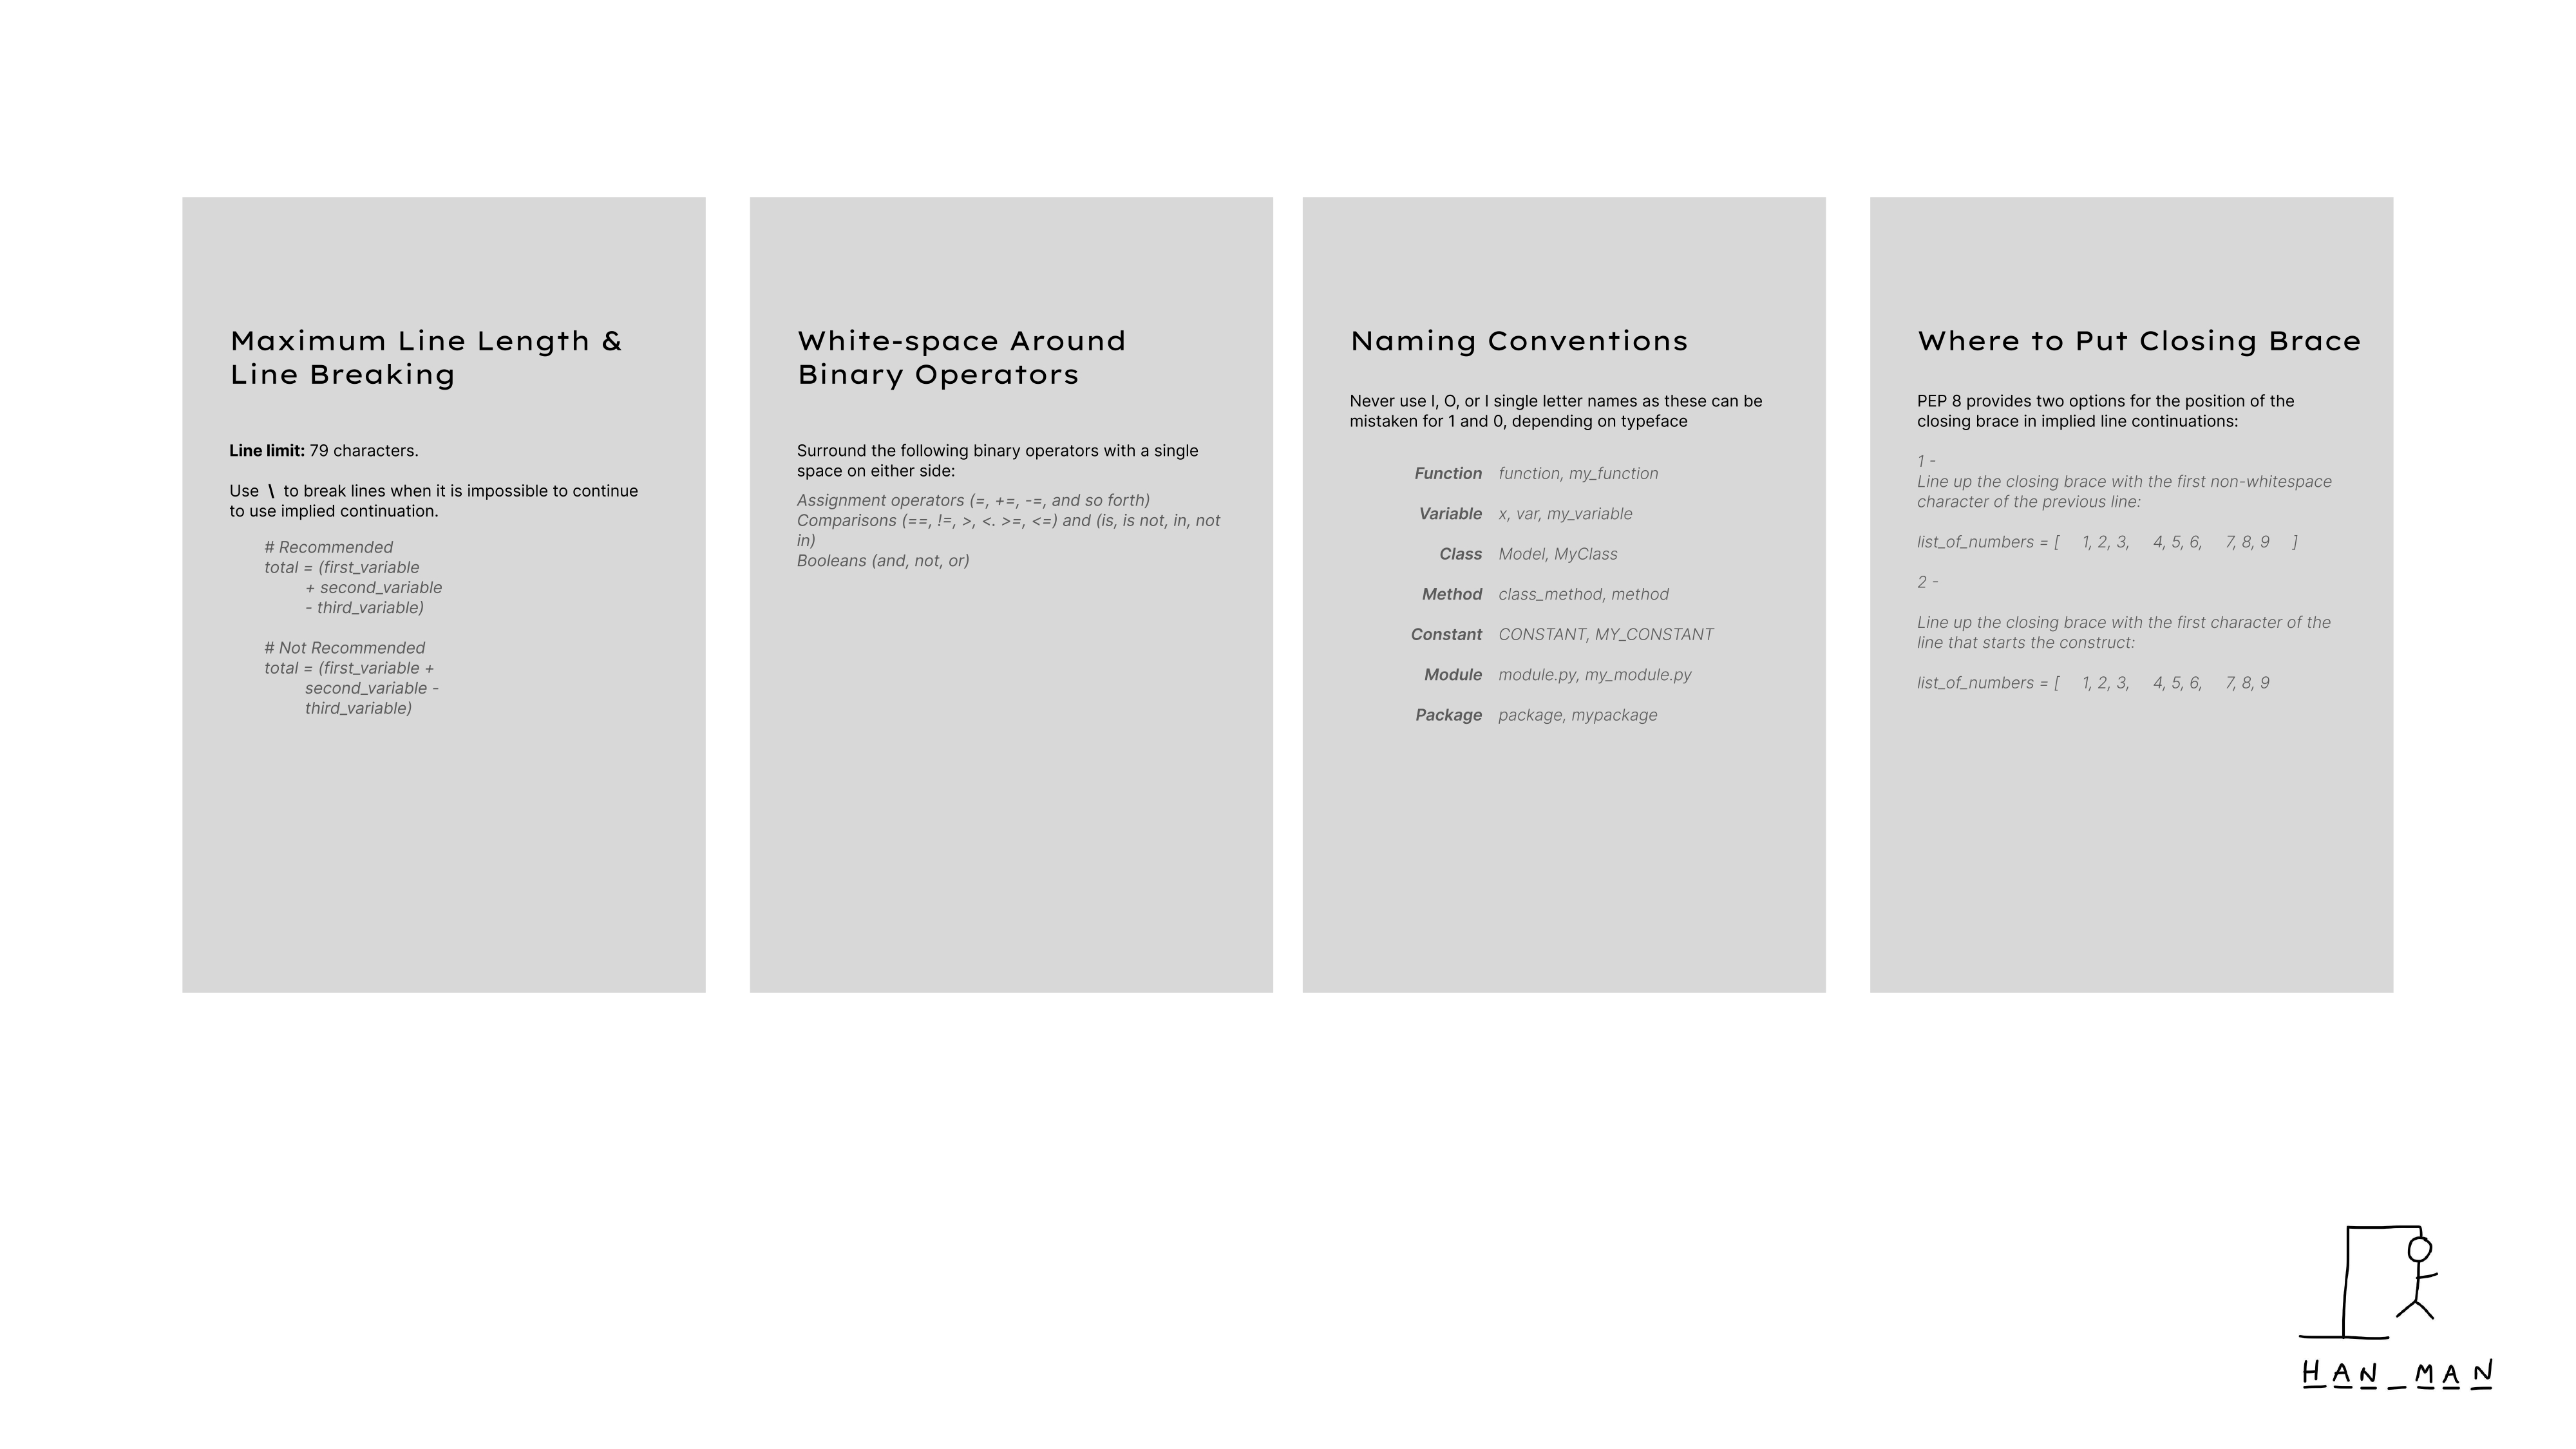 Maximum Line Length &
Line Breaking
Line limit: 79 characters.
Use \ to break lines when it is impossible to continue
to use implied continuation.
# Recommended
total = (first_variable
+ second_variable
- third_variable)
# Not Recommended
total = (first_variable +
second_variable -
third_variable)
White-space Around
Binary Operators
Surround the following binary operators with a single
space on either side:
Assignment operators (=, +=, -=, and so forth)
Comparisons (==, !=, >, <. >=, <=) and (is, is not, in, not
in)
Booleans (and, not, or)
Naming Conventions
Never use l, O, or I single letter names as these can be
mistaken for 1 and 0, depending on typeface
Function function, my_function
Variable x, var, my_variable
Class Model, MyClass
Method class_method, method
Constant CONSTANT, MY_CONSTANT
Module module.py, my_module.py
Package package, mypackage
Where to Put Closing Brace
PEP 8 provides two options for the position of the
closing brace in implied line continuations:
1 -
Line up the closing brace with the first non-whitespace
character of the previous line:
list_of_numbers = [ 1, 2, 3, 4, 5, 6, 7, 8, 9 ]
2 -
Line up the closing brace with the first character of the
line that starts the construct:
list_of_numbers = [ 1, 2, 3, 4, 5, 6, 7, 8, 9
HAN_MAN